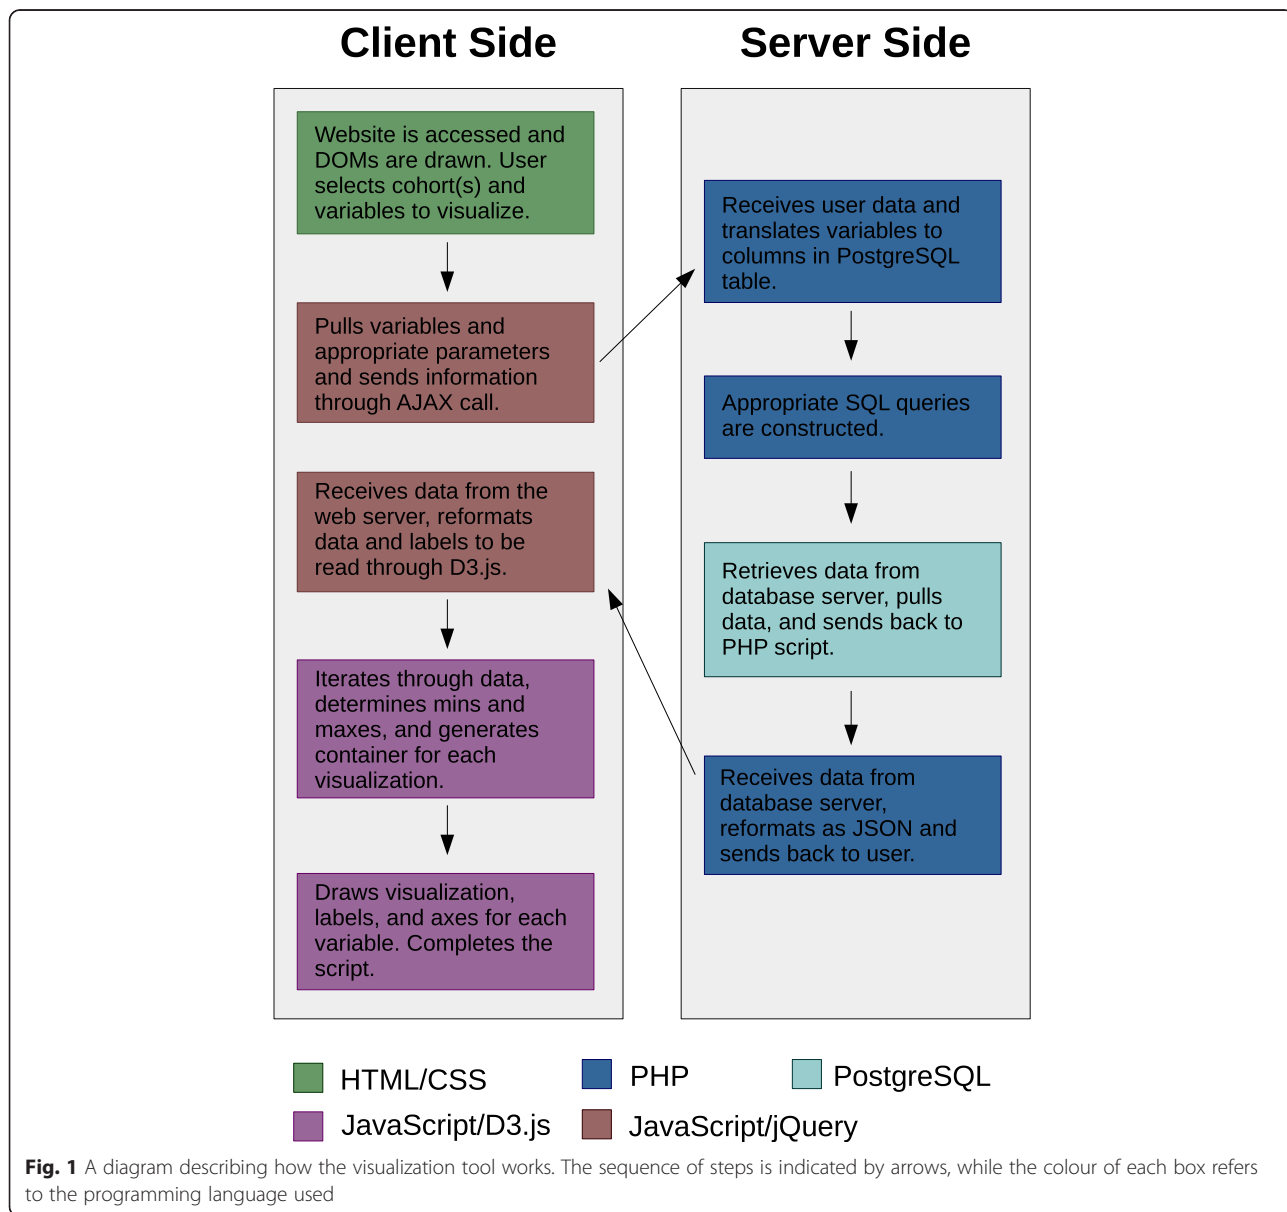 Client Side
Website is accessed and
DOMs are drawn. User
selects cohort(s) and
variables to visualize.
Pulls variables and
appropriate parameters
and sends information
through AJAX call.
Receives data from the
web server, reformats
data and labels to be
read through D3.js.
Iterates through data,
determines mins and
maxes, and generates
container for each
visualization.
Draws visualization,
labels, and axes for each
variable. Completes the
script.
Server Side
Receives user data and
translates variables to
columns in PostgreSQL
table.
Appropriate SQL queries
are constructed.
Retrieves data from
database server, pulls
data, and sends back to
PHP script.
Receives data from
database server,
reformats as JSON and
sends back to user.
HTML/CSS
PHP
PostgreSQL
JavaScript/D3.js
JavaScript/jQuery
Fig. 1 A diagram describing how the visualization tool works. The sequence of steps is indicated by arrows, while the colour of each box refers
to the programming language used